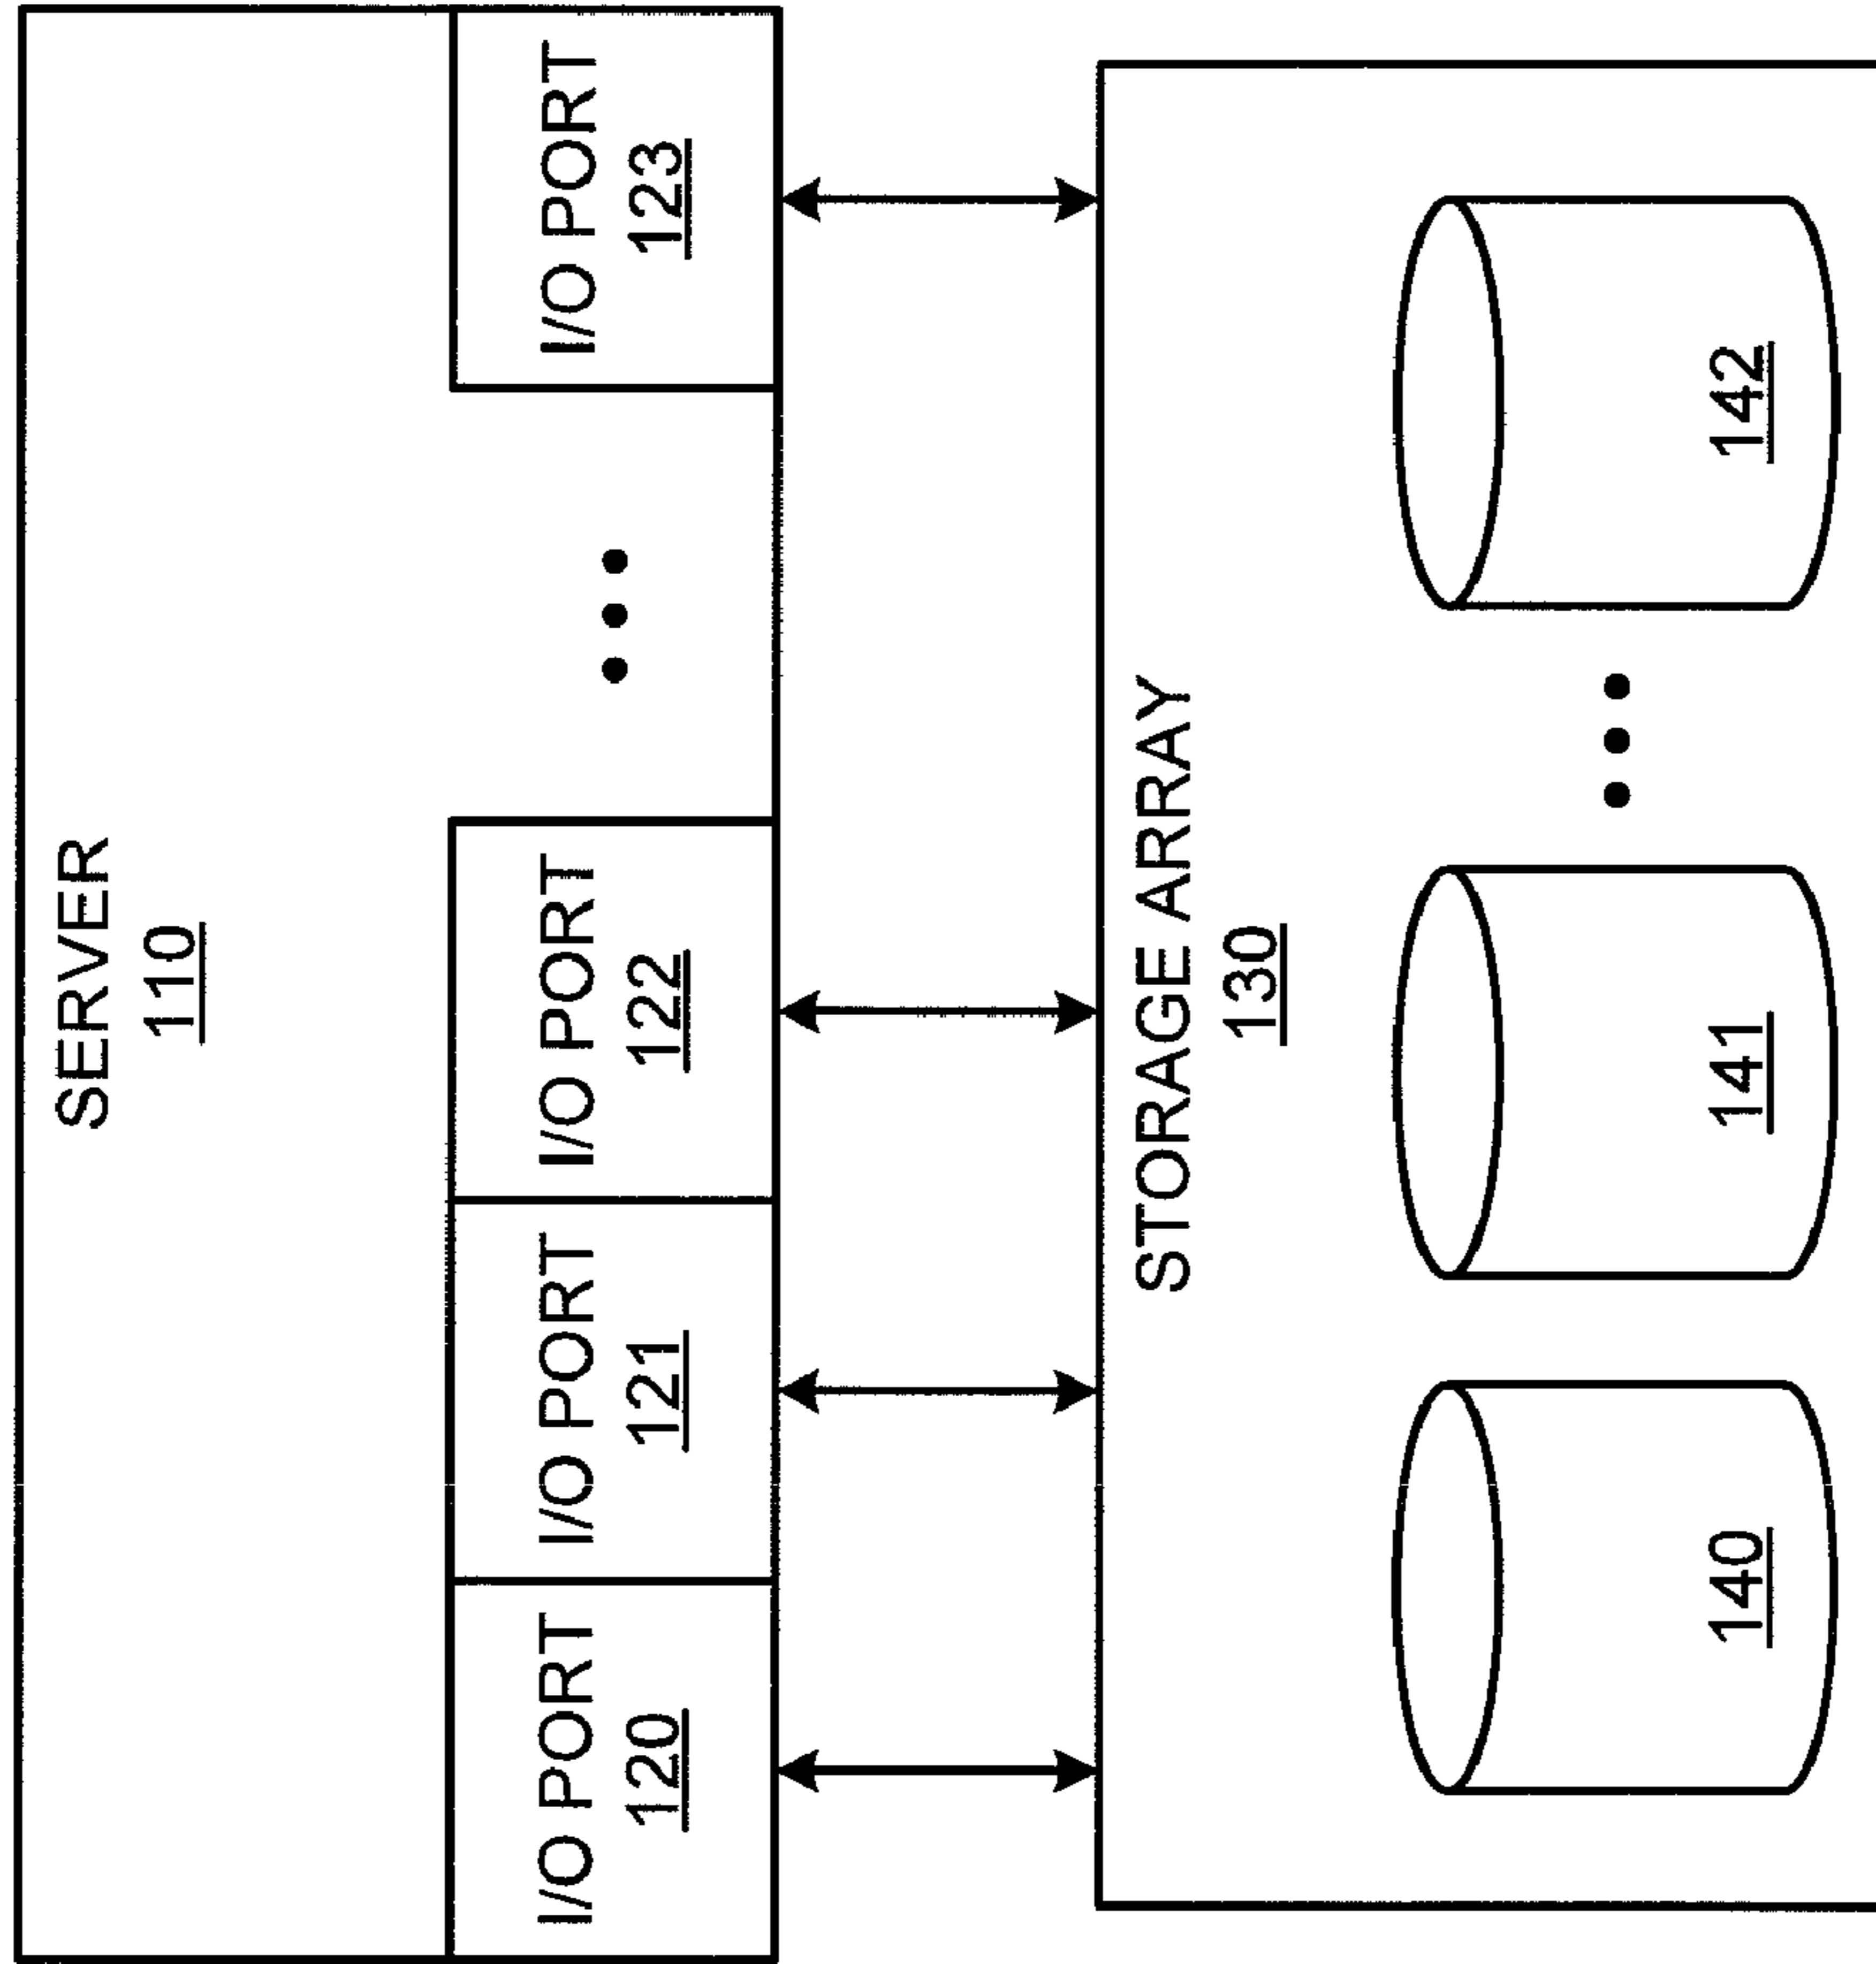 SERVER
110
I/O PORT
120
I/O PORT
121
I/O PORT
122
I/O PORT
123
STORAGE ARRAY
130
140
141
142